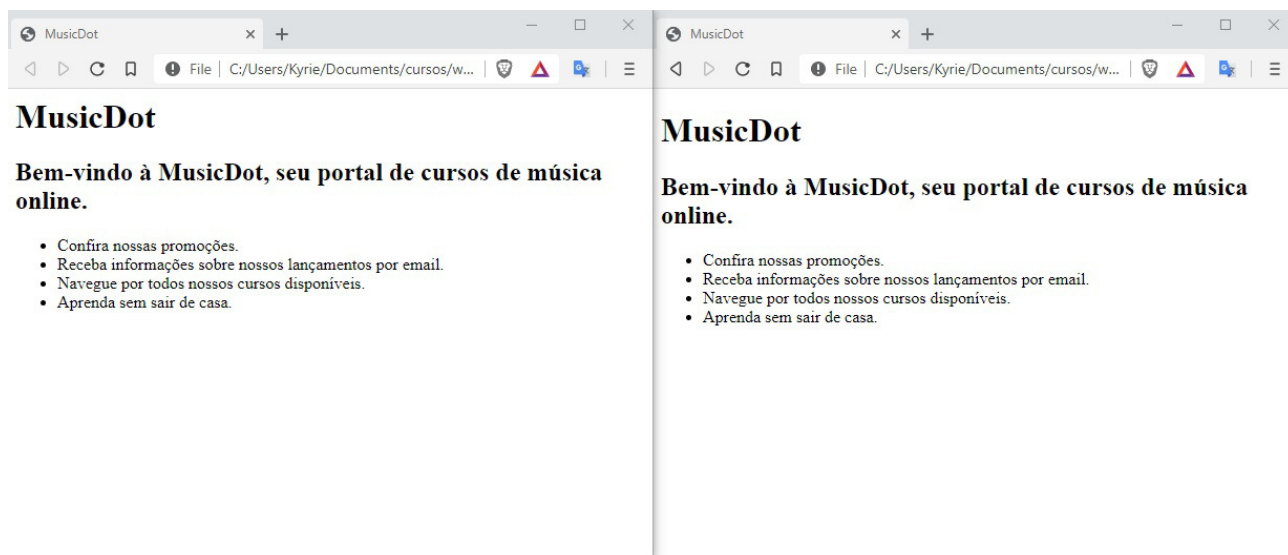 MusicDot
File | C:/Users/Kyrie/Documents/cursos/w...
MusicDot
Bem-vindo à MusicDot, seu portal de cursos de música
online.
Confira nossas promoções.
Receba informações sobre nossos lançamentos por email.
Navegue por todos nossos cursos disponíveis.
Aprenda sem sair de casa.
MusicDot
File | C:/Users/Kyrie/Documents/cursos/w...
MusicDot
Bem-vindo à MusicDot, seu portal de cursos de música
online.
Confira nossas promoções.
Receba informações sobre nossos lançamentos por email.
Navegue por todos nossos cursos disponíveis.
Aprenda sem sair de casa.